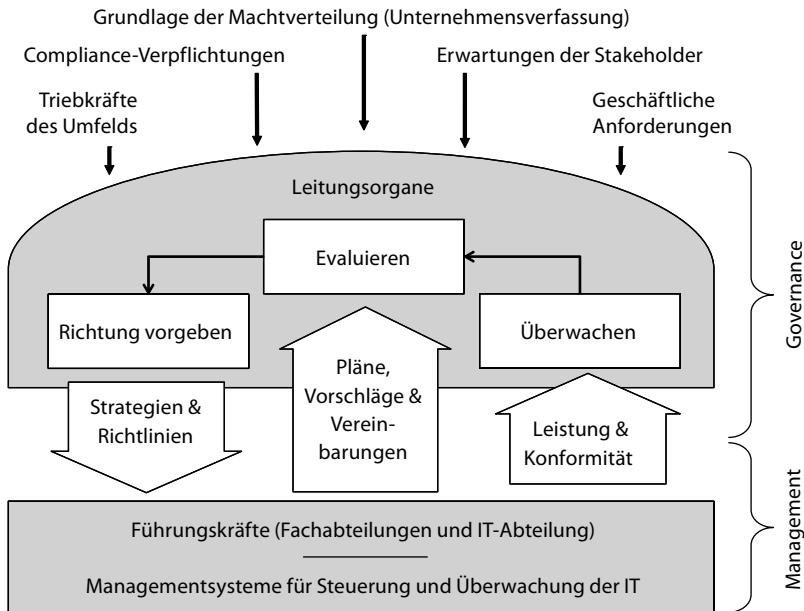 Grundlage der Machtverteilung (Unternehmensverfassung)
Compliance-Verpflichtungen
Erwartungen der Stakeholder
Triebkräfte
des Umfelds
Geschäftliche
Anforderungen
Leitungsorgane
Evaluieren
Richtung vorgeben
Überwachen
Pläne,
Vorschläge &
Verein-
barungen
Strategien &
Richtlinien
Leistung &
Konformität
Führungskräfte (Fachabteilungen und IT-Abteilung)
Managementsysteme für Steuerung und Überwachung der IT
Governance
Management